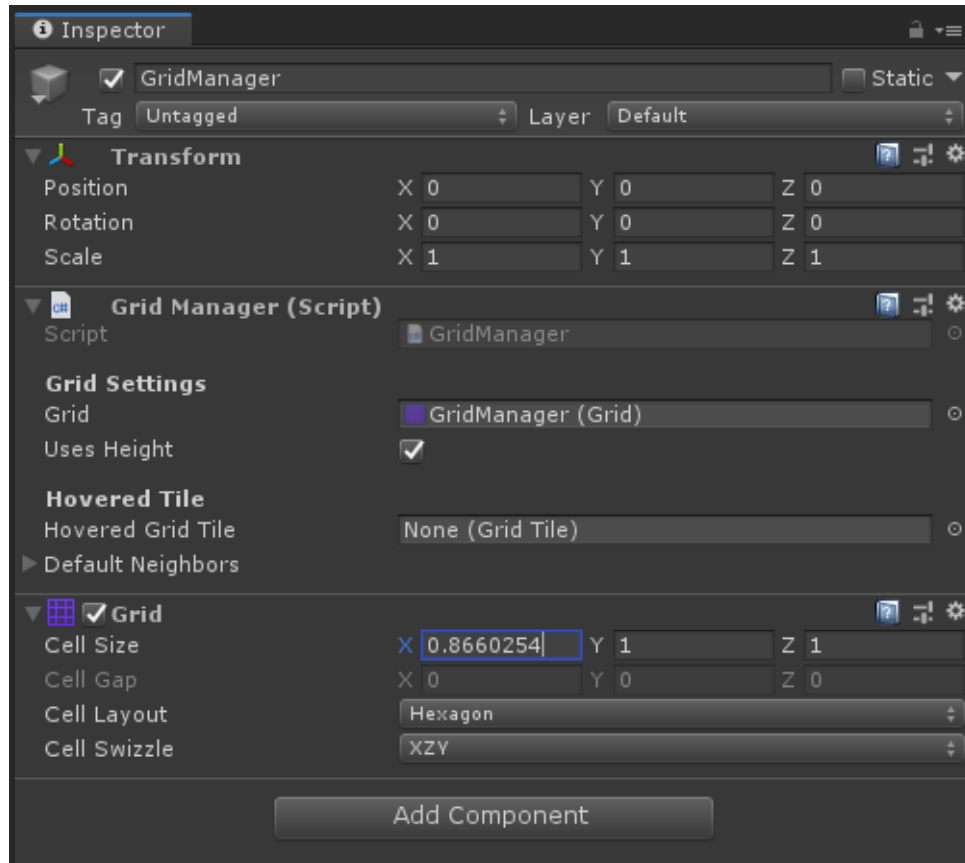 Inspector
GridManager Static
Tag Untagged Layer Default
Transform
Position X 0 Y 0 Z 0
Rotation X 0 Y 0 Z 0
Scale X 1 Y 1 Z 1
C# Grid Manager (Script)
Script GridManager
Grid Settings
Grid GridManager (Grid)
Uses Height
Hovered Tile
Hovered Grid Tile None (Grid Tile)
Default Neighbors
Grid
Cell Size X 0.8660254 Y 1 Z 1
Cell Gap X 0 Y 0 Z 0
Cell Layout Hexagon
Cell Swizzle XZY
Add Component